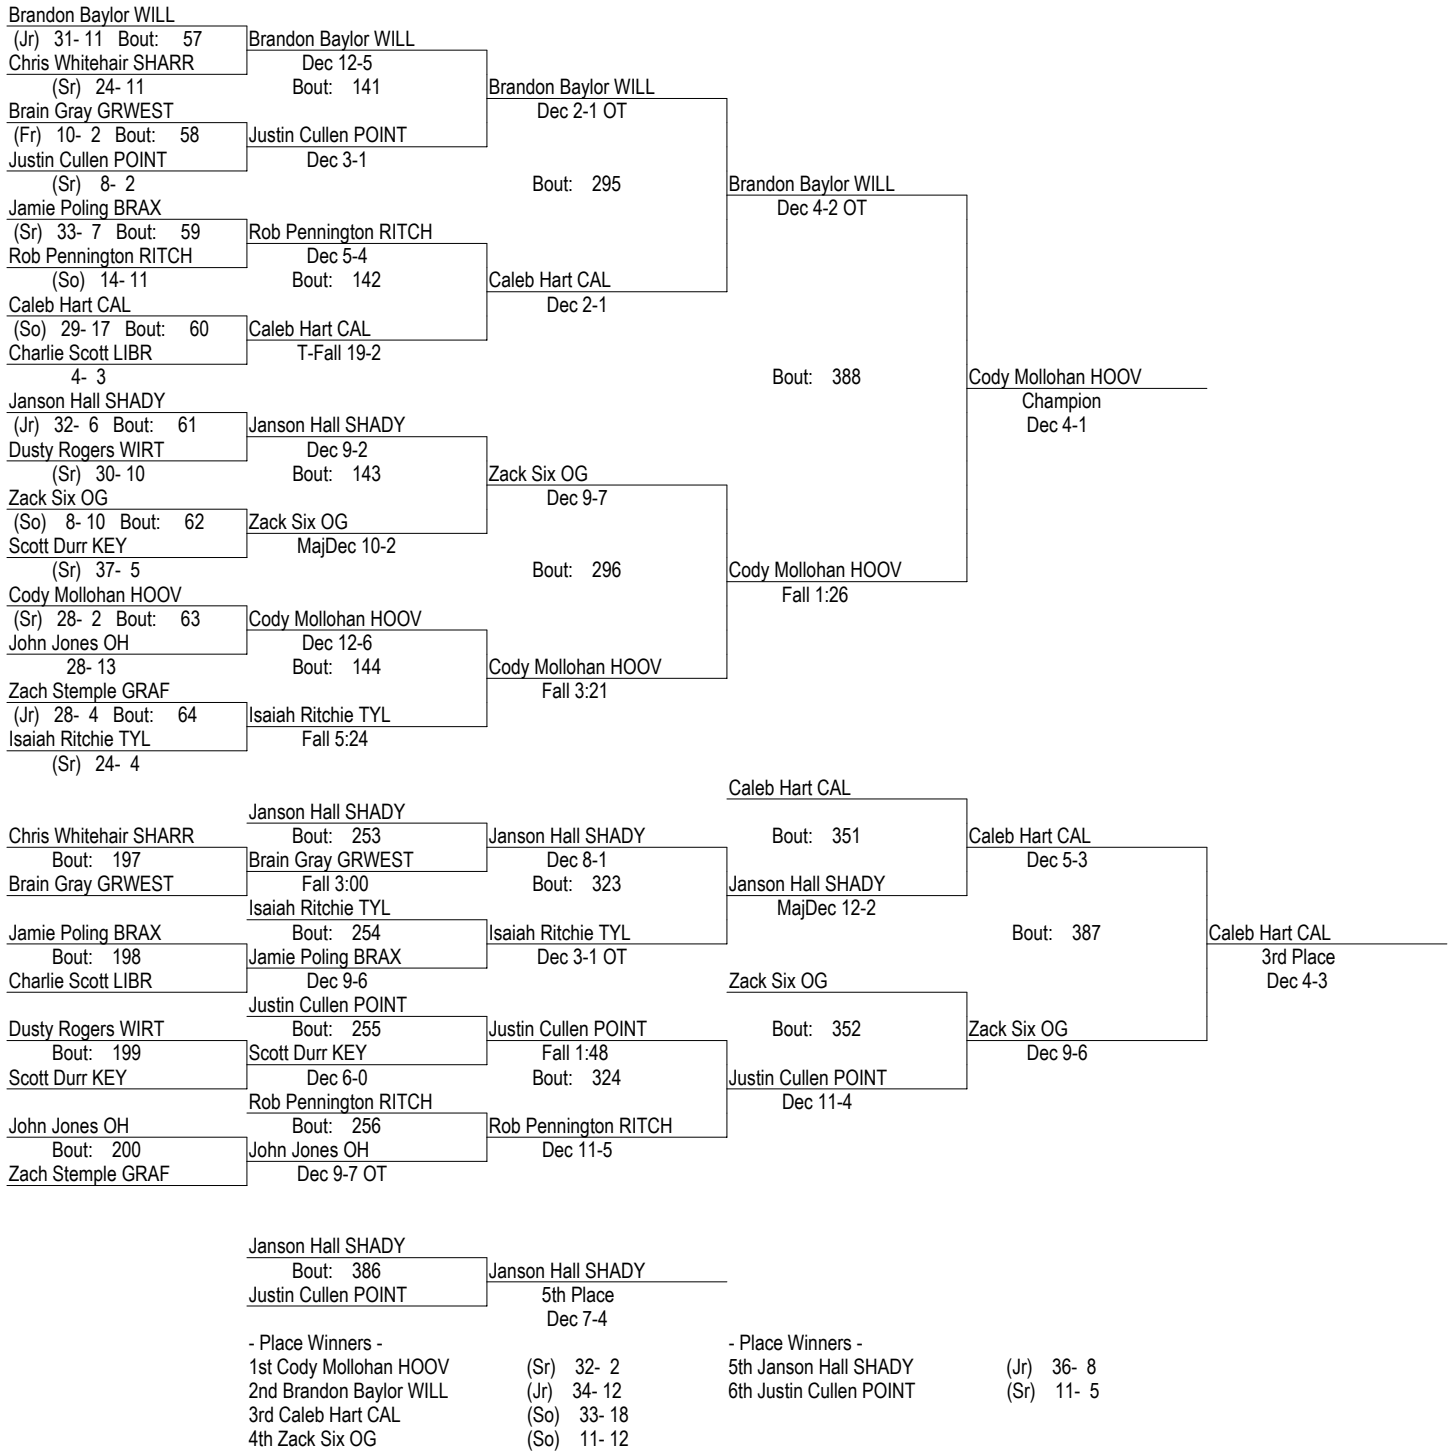 Brandon Baylor WILL
(Jr) 31- 11 Bout: 57 Brandon Baylor WILL
Chris Whitehair SHARR Dec 12-5
(Sr) 24- 11 Bout: 141 Brandon Baylor WILL
Brain Gray GRWEST Dec 2-1 OT
(Fr) 10- 2 Bout: 58 Justin Cullen POINT
Justin Cullen POINT Dec 3-1
(Sr) 8- 2 Bout: 295 Brandon Baylor WILL
Jamie Poling BRAX Dec 4-2 OT
(Sr) 33- 7 Bout: 59 Rob Pennington RITCH
Rob Pennington RITCH Dec 5-4
(So) 14- 11 Bout: 142 Caleb Hart CAL
Caleb Hart CAL Dec 2-1
(So) 29- 17 Bout: 60 Caleb Hart CAL
Charlie Scott LIBR T-Fall 19-2
4- 3 Bout: 388 Cody Mollohan HOOV
Janson Hall SHADY Champion
(Jr) 32- 6 Bout: 61 Janson Hall SHADY Dec 4-1
Dusty Rogers WIRT Dec 9-2
(Sr) 30- 10 Bout: 143 Zack Six OG
Zack Six OG Dec 9-7
(So) 8- 10 Bout: 62 Zack Six OG
Scott Durr KEY MajDec 10-2
(Sr) 37- 5 Bout: 296 Cody Mollohan HOOV
Cody Mollohan HOOV Fall 1:26
(Sr) 28- 2 Bout: 63 Cody Mollohan HOOV
John Jones OH Dec 12-6
28- 13 Bout: 144 Cody Mollohan HOOV
Zach Stemple GRAF Fall 3:21
(Jr) 28- 4 Bout: 64 Isaiah Ritchie TYL
Isaiah Ritchie TYL Fall 5:24
(Sr) 24- 4
Caleb Hart CAL
Janson Hall SHADY
Chris Whitehair SHARR Bout: 253 Janson Hall SHADY Bout: 351 Caleb Hart CAL
Bout: 197 Brain Gray GRWEST Dec 8-1 Dec 5-3
Brain Gray GRWEST Fall 3:00 Bout: 323 Janson Hall SHADY
Isaiah Ritchie TYL MajDec 12-2
Jamie Poling BRAX Bout: 254 Isaiah Ritchie TYL Bout: 387 Caleb Hart CAL
Bout: 198 Jamie Poling BRAX Dec 3-1 OT 3rd Place
Charlie Scott LIBR Dec 9-6 Zack Six OG Dec 4-3
Justin Cullen POINT
Dusty Rogers WIRT Bout: 255 Justin Cullen POINT Bout: 352 Zack Six OG
Bout: 199 Scott Durr KEY Fall 1:48 Dec 9-6
Scott Durr KEY Dec 6-0 Bout: 324 Justin Cullen POINT
Rob Pennington RITCH Dec 11-4
John Jones OH Bout: 256 Rob Pennington RITCH
Bout: 200 John Jones OH Dec 11-5
Zach Stemple GRAF Dec 9-7 OT
Janson Hall SHADY
Bout: 386 Janson Hall SHADY
Justin Cullen POINT 5th Place
Dec 7-4
- Place Winners - - Place Winners -
1st Cody Mollohan HOOV (Sr) 32- 2 5th Janson Hall SHADY (Jr) 36- 8
2nd Brandon Baylor WILL (Jr) 34- 12 6th Justin Cullen POINT (Sr) 11- 5
3rd Caleb Hart CAL (So) 33- 18
4th Zack Six OG (So) 11- 12